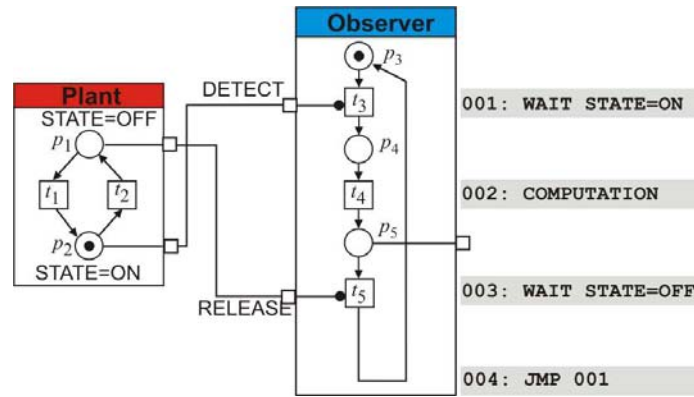 Observer
p3
DETECT
t3
001: WAIT STATE=ON
Plant
STATE=OFF
p1
p4
t1
t2
t4
002: COMPUTATION
p2
p5
STATE=ON
t5
003: WAIT STATE=OFF
RELEASE
004: JMP 001